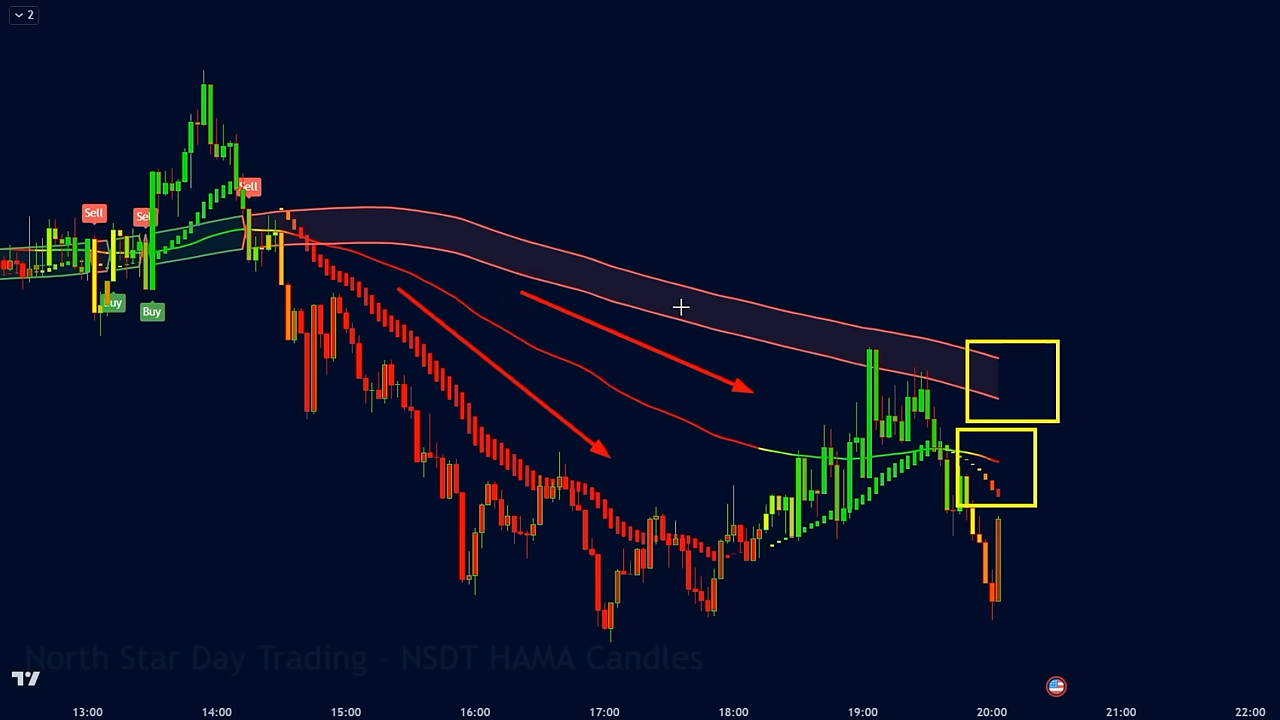 2
Sell
Sel
Sell
Buy
Buy
North Star Day Trading - NSDT HAMA Candles
13:00 14:00 15:00 16:00 17:00 18:00 19:00 20:00 21:00 22:00